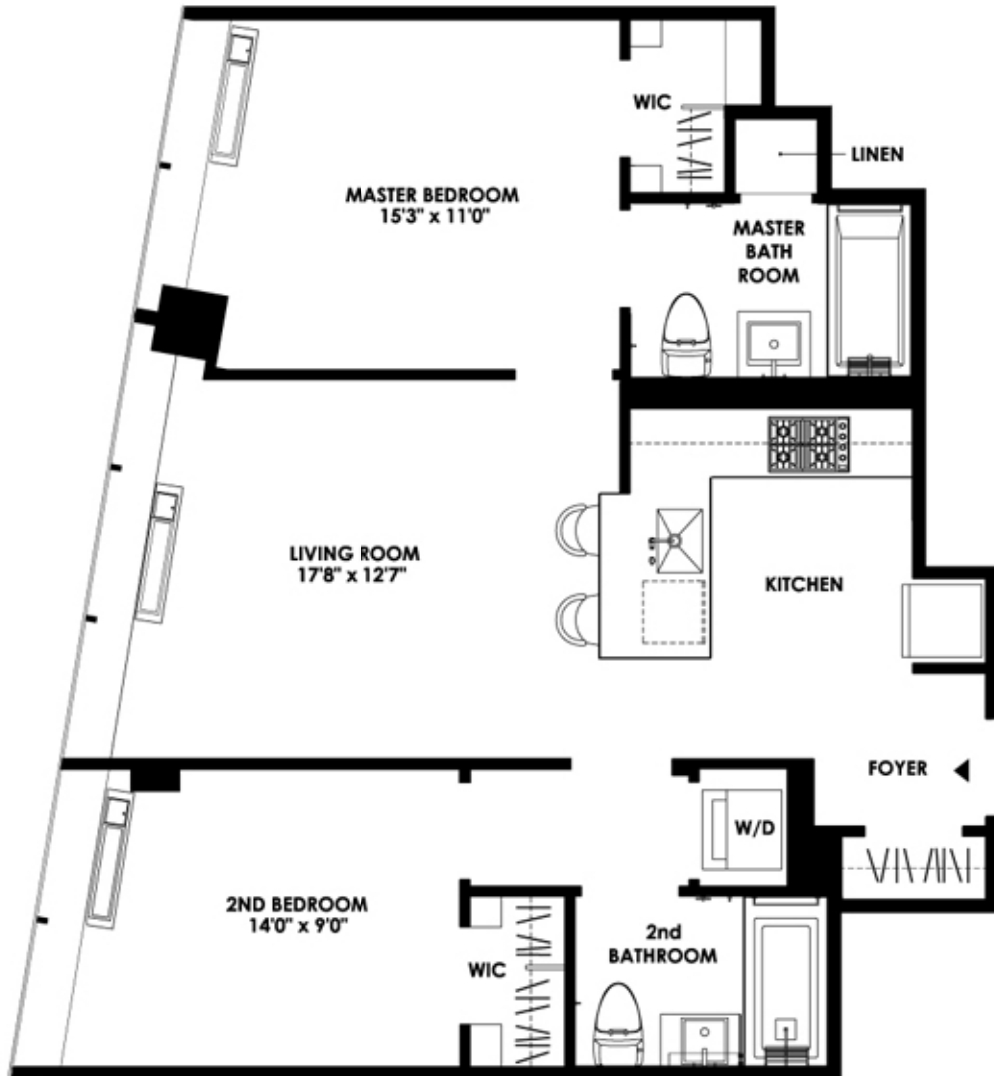 WIC
LINEN
MASTER BEDROOM
15'3" x 11'0"
MASTER
BATH
ROOM
LIVING ROOM
17'8" x 12'7"
KITCHEN
FOYER
W/D
2ND BEDROOM
14'0" x 9'0"
2nd
BATHROOM
WIC